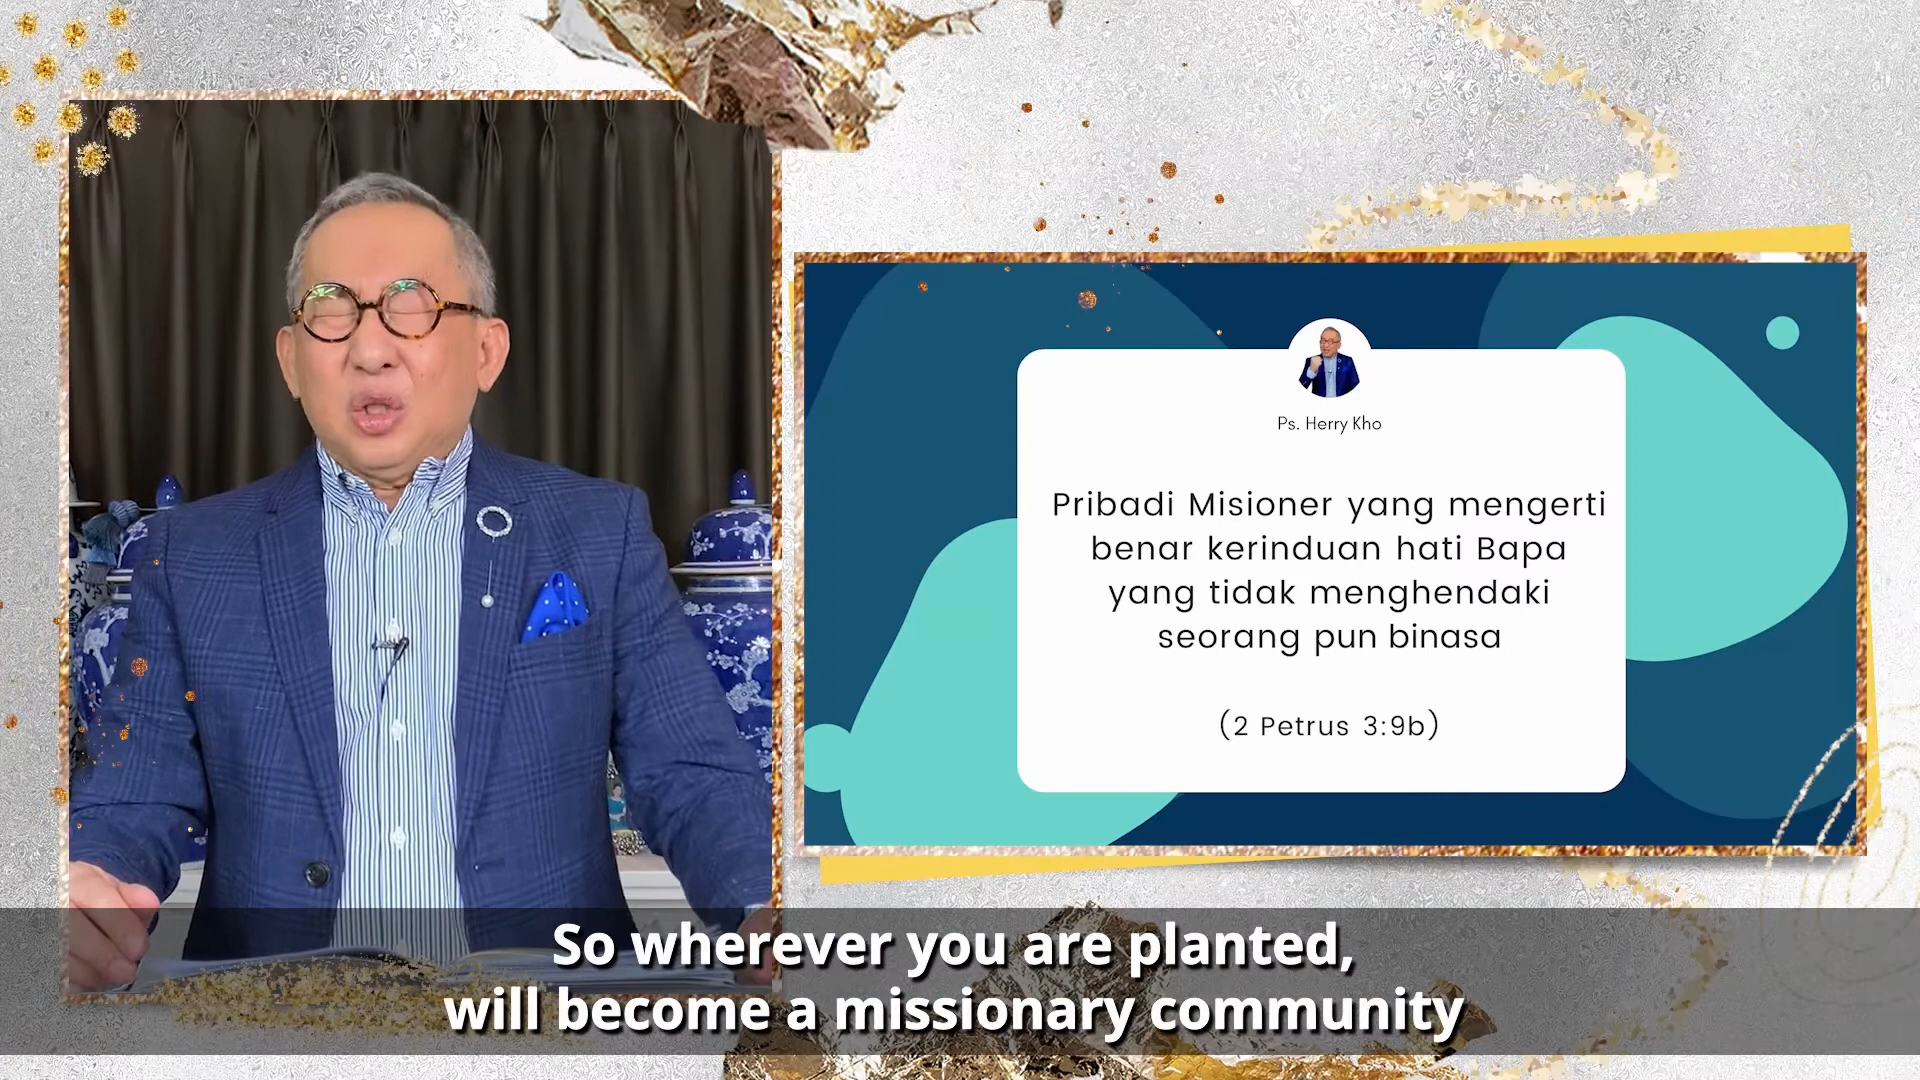 Ps. Herry Kho
Pribadi Misioner yang mengerti
benar kerinduan hati Bapa
yang tidak menghendaki
seorang pun binasa
(2 Petrus 3:9b)
So wherever you are planted,
will become a missionary community